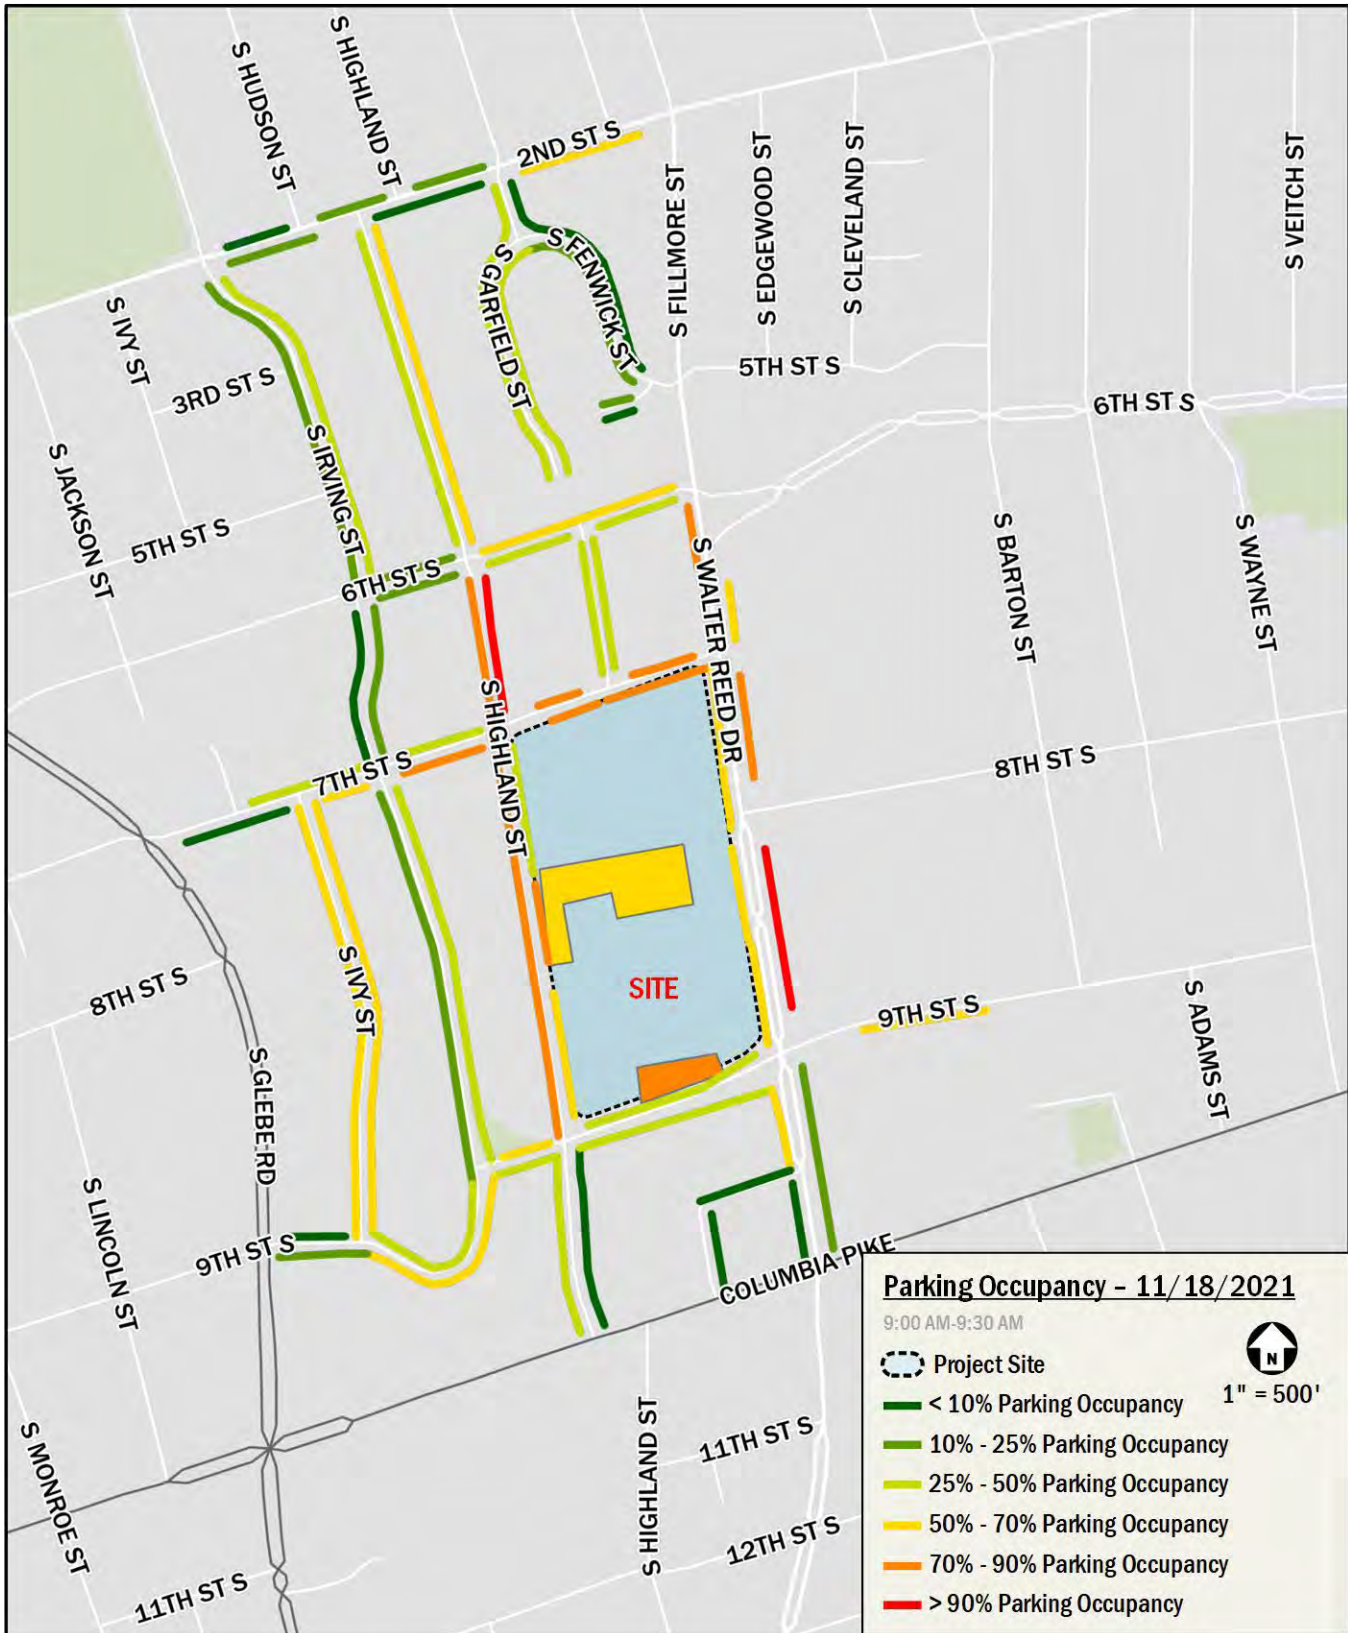 S HUDSON ST
S HIGHLAND ST
2ND ST S
S FILLMORE ST
S EDGEWOOD ST
S CLEVELAND ST
S VEITCH ST
S IVY ST
3RD ST S
S GARFIELD ST
S FENWICK ST
5TH ST S
6TH ST S
S JACKSON ST
S IRVING ST
5TH ST S
6TH ST S
S WALTER REED DR
S BARTON ST
S WAYNE ST
S HIGHLAND ST
7TH ST S
8TH ST S
8TH ST S
S IVY ST
SITE
9TH ST S
S ADAMS ST
S GLEBE RD
S LINCOLN ST
9TH ST S
COLUMBIA PIKE
S MONROE ST
11TH ST S
S HIGHLAND ST
11TH ST S
12TH ST S
Parking Occupancy – 11/18/2021
9:00 AM-9:30 AM
N
1" = 500'
Project Site
< 10% Parking Occupancy
10% - 25% Parking Occupancy
25% - 50% Parking Occupancy
50% - 70% Parking Occupancy
70% - 90% Parking Occupancy
> 90% Parking Occupancy